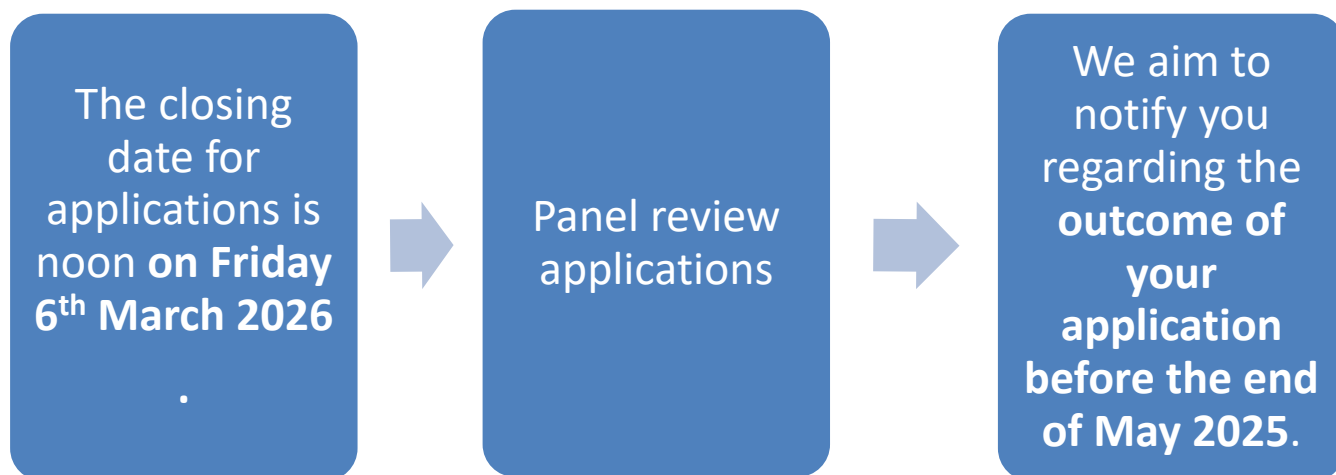 The closing
date for
applications is
noon on Friday
6th March 2026
.
Panel review
applications
We aim to
notify you
regarding the
outcome of
your
application
before the end
of May 2025.